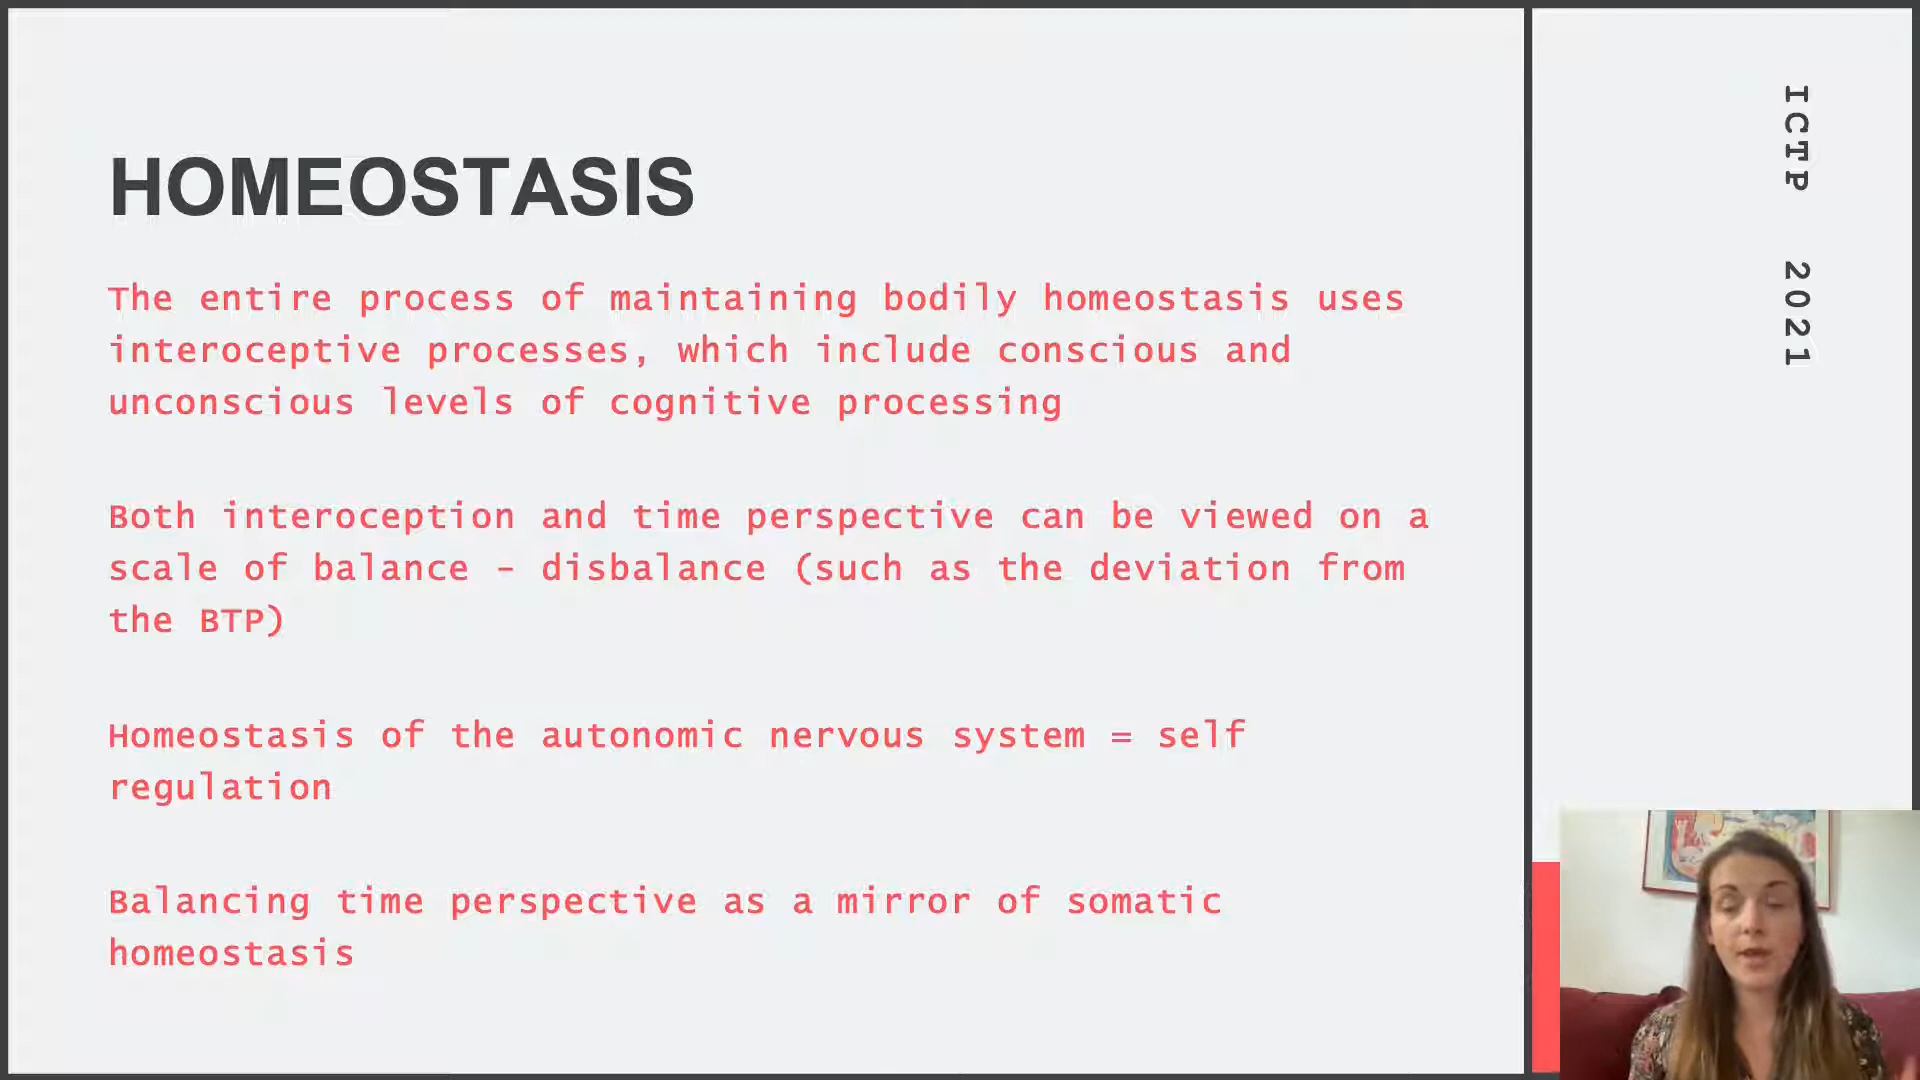 HOMEOSTASIS
The entire process of maintaining bodily homeostasis uses
interoceptive processes, which include conscious and
unconscious levels of cognitive processing
Both interoception and time perspective can be viewed on a
scale of balance – disbalance (such as the deviation from
the BTP)
Homeostasis of the autonomic nervous system = self
regulation
Balancing time perspective as a mirror of somatic
homeostasis
ICTP 2021